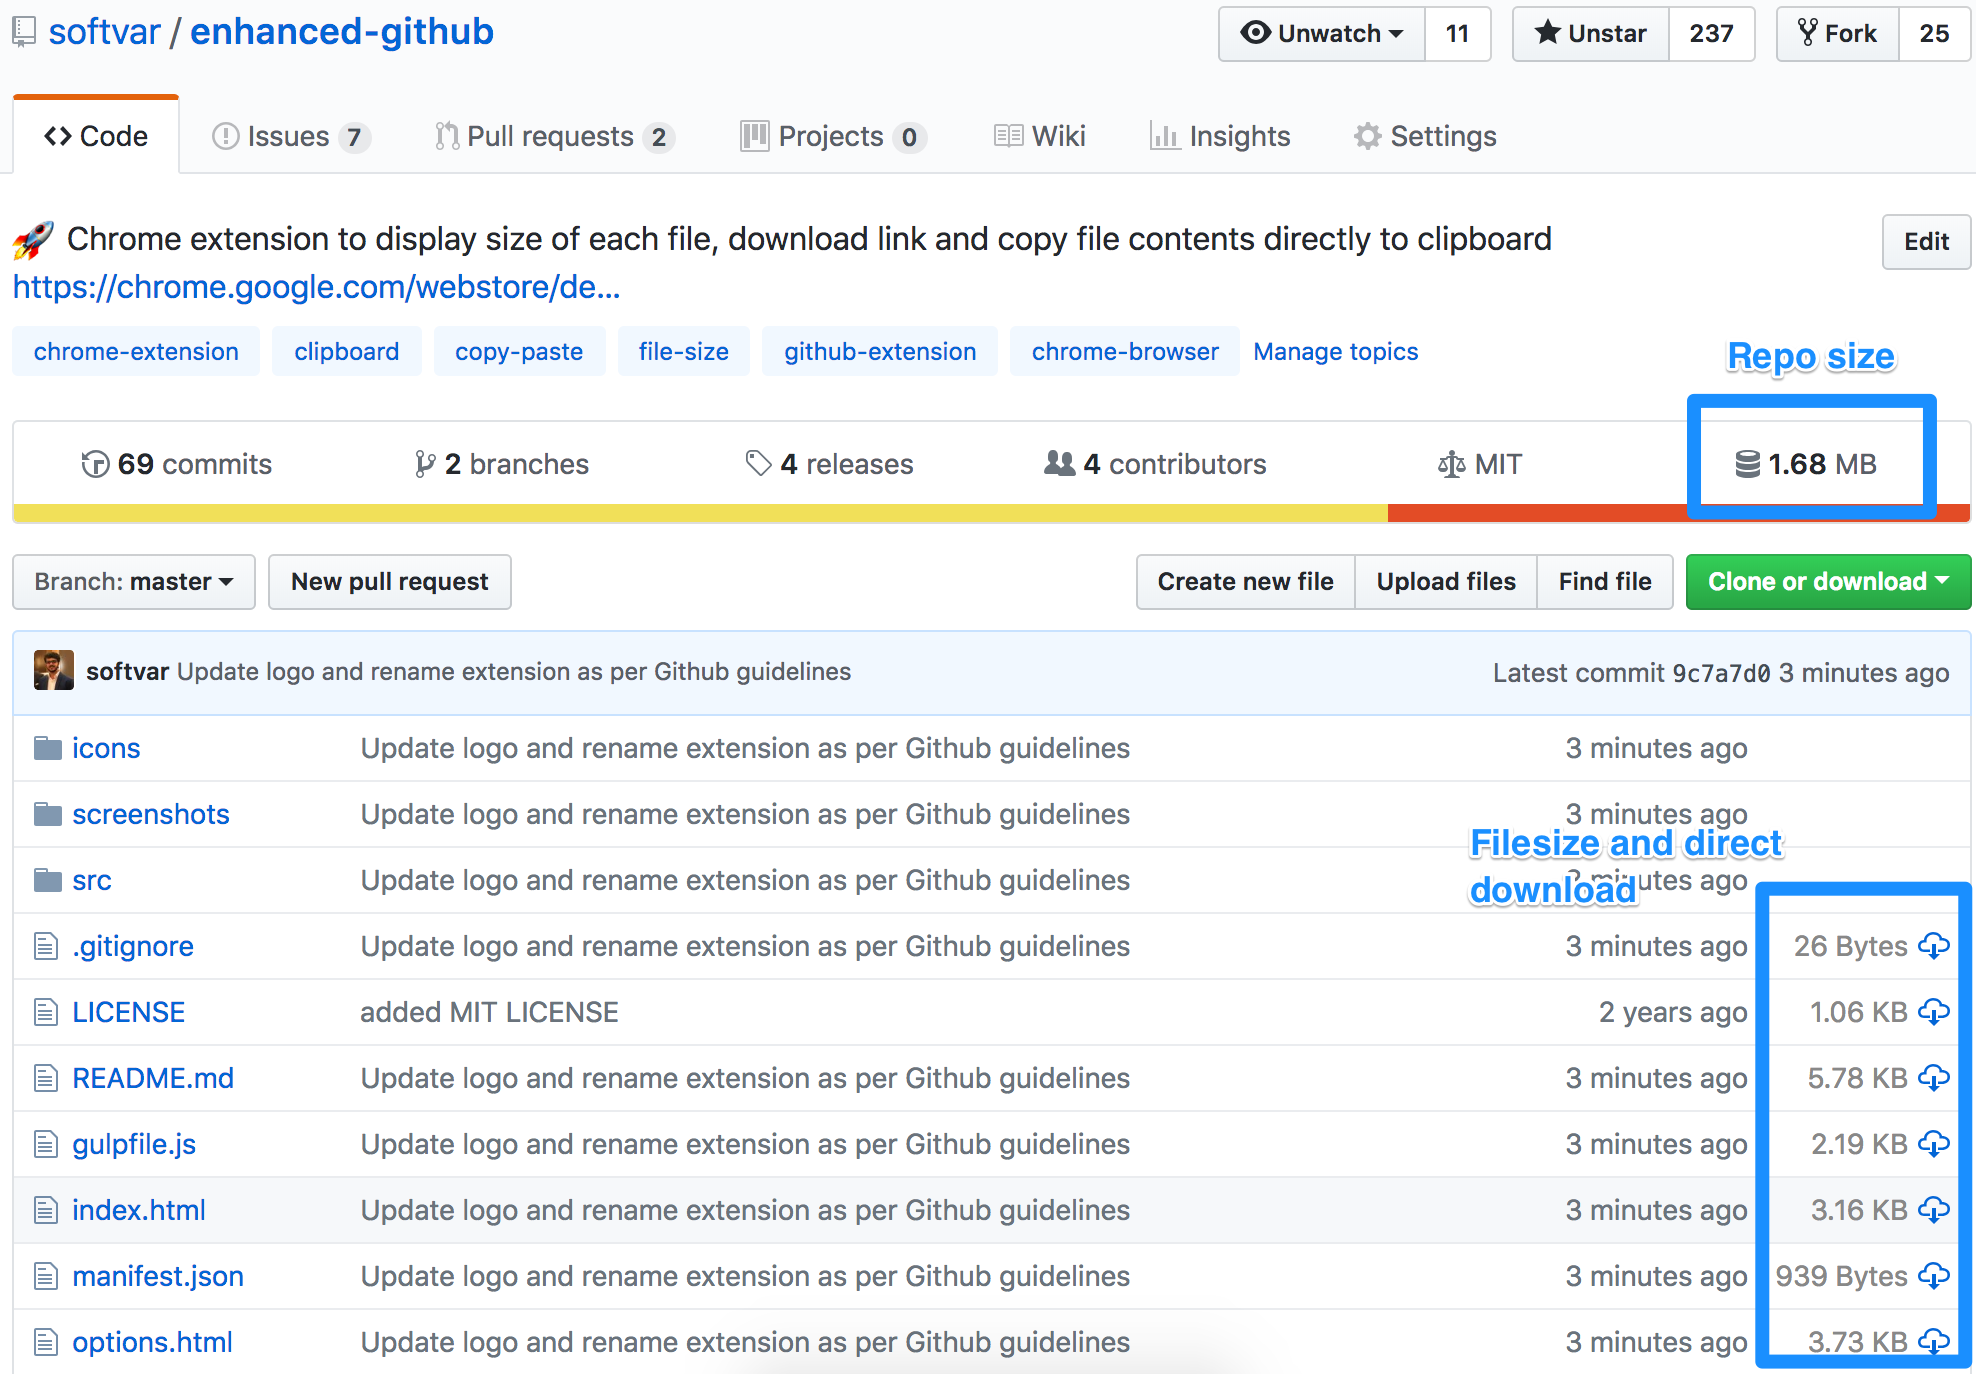 softvar / enhanced-github Unwatch 11 Unstar 237 Fork 25
Code Issues 7 Pull requests 2 Projects 0 Wiki Insights Settings
Chrome extension to display size of each file, download link and copy file contents directly to clipboard Edit
https://chrome.google.com/webstore/de...
chrome-extension clipboard copy-paste file-size github-extension chrome-browser Manage topics
Repo size
69 commits 2 branches 4 releases 4 contributors MIT 1.68 MB
Branch: master New pull request Create new file Upload files Find file Clone or download
softvar Update logo and rename extension as per Github guidelines Latest commit 9c7a7d0 3 minutes ago
icons Update logo and rename extension as per Github guidelines 3 minutes ago
screenshots Update logo and rename extension as per Github guidelines 3 minutes ago
Filesize and direct
download
src Update logo and rename extension as per Github guidelines 3 minutes ago
.gitignore Update logo and rename extension as per Github guidelines 3 minutes ago 26 Bytes
LICENSE added MIT LICENSE 2 years ago 1.06 KB
README.md Update logo and rename extension as per Github guidelines 3 minutes ago 5.78 KB
gulpfile.js Update logo and rename extension as per Github guidelines 3 minutes ago 2.19 KB
index.html Update logo and rename extension as per Github guidelines 3 minutes ago 3.16 KB
manifest.json Update logo and rename extension as per Github guidelines 3 minutes ago 939 Bytes
options.html Update logo and rename extension as per Github guidelines 3 minutes ago 3.73 KB